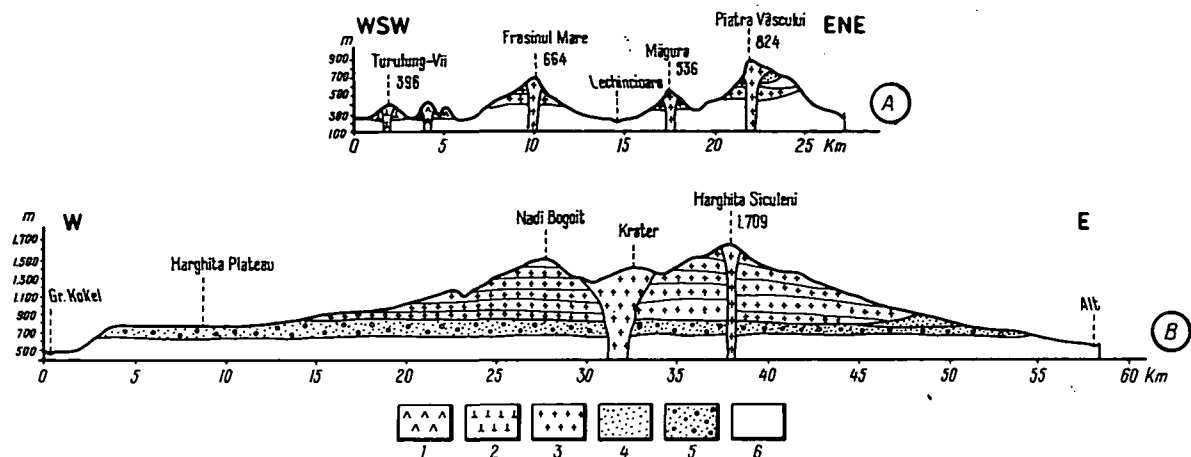 WSW
ENE
Piatra Vâscului
824
Frasinul Mare
664
Măgura
536
Turulung-Vii
396
Lechincioara
m
900
700
500
300
100
0 5 10 15 20 25 Km
A
W
E
Harghita Siculeni
1.709
Nadi Bogoit
Krater
Harghita Plateau
Gr. Kokel
Alt
m
1.700
1.500
1.300
1.100
900
700
500
0 5 10 15 20 25 30 35 40 45 50 55 60 Km
B
1 2 3 4 5 6